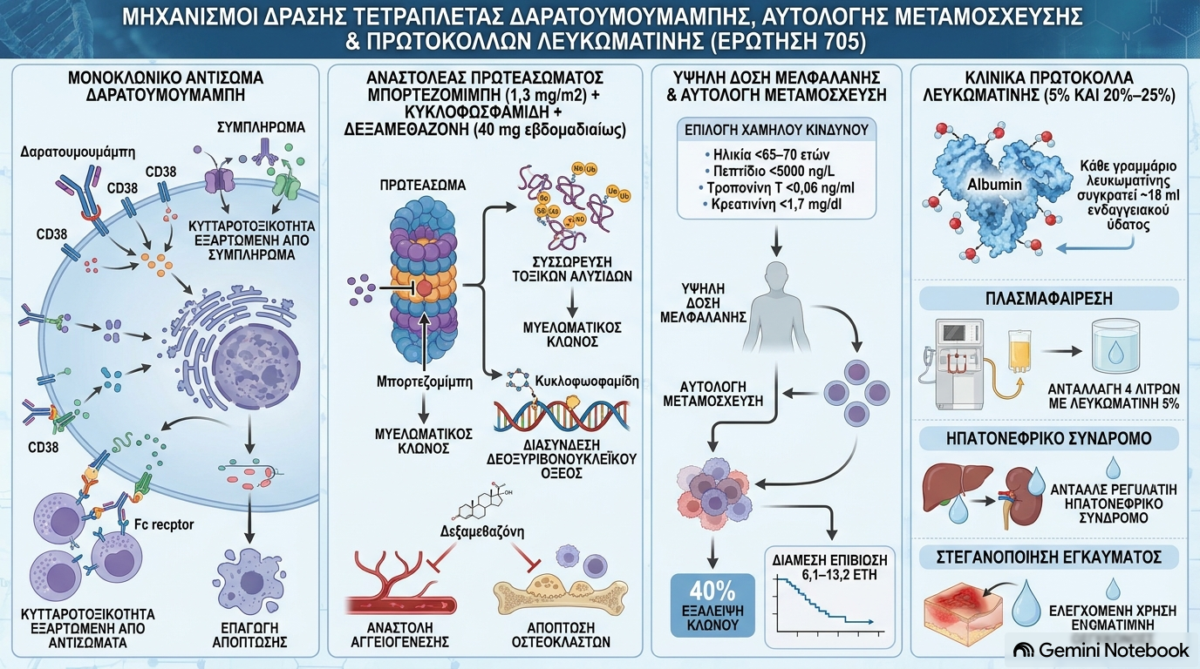 ΜΗΧΑΝΙΣΜΟΙ ΔΡΑΣΗΣ ΤΕΤΡΑΠΛΕΤΑΣ ΔΑΡΑΤΟΥΜΟΥΜΑΜΠΗΣ, ΑΥΤΟΛΟΓΗΣ ΜΕΤΑΜΟΣΧΕΥΣΗΣ
& ΠΡΩΤΟΚΟΛΛΩΝ ΛΕΥΚΩΜΑΤΙΝΗΣ (ΕΡΩΤΗΣΗ 705)
ΜΟΝΟΚΛΩΝΙΚΟ ΑΝΤΙΣΩΜΑ
ΔΑΡΑΤΟΥΜΟΥΜΑΜΠΗ
ΣΥΜΠΛΗΡΩΜΑ
Δαρατουμουμάμπη
CD38
CD38
CD38
ΚΥΤΤΑΡΟΤΟΞΙΚΟΤΗΤΑ
ΕΞΑΡΤΩΜΕΝΗ ΑΠΟ
ΣΥΜΠΛΗΡΩΜΑ
CD38
Fc recptor
ΚΥΤΤΑΡΟΤΟΞΙΚΟΤΗΤΑ
ΕΞΑΡΤΩΜΕΝΗ ΑΠΟ
ΑΝΤΙΣΩΜΑΤΑ
ΕΠΑΓΩΓΗ
ΑΠΟΠΤΩΣΗΣ
ΑΝΑΣΤΟΛΕΑΣ ΠΡΩΤΕΑΣΩΜΑΤΟΣ
ΜΠΟΡΤΕΖΟΜΙΜΠΗ (1,3 mg/m2) +
ΚΥΚΛΟΦΩΣΦΑΜΙΔΗ +
ΔΕΞΑΜΕΘΑΖΟΝΗ (40 mg εβδομαδιαίως)
ΠΡΩΤΕΑΣΩΜΑ
ΣΥΣΣΩΡΕΥΣΗ
ΤΟΞΙΚΩΝ ΑΛΥΣΙΔΩΝ
ΜΥΕΛΩΜΑΤΙΚΟΣ
ΚΛΩΝΟΣ
Μπορτεζομίμπη
Κυκλοφωοφαμίδη
ΜΥΕΛΩΜΑΤΙΚΟΣ
ΚΛΩΝΟΣ
ΔΙΑΣΥΝΔΕΣΗ
ΔΕΟΞΥΡΙΒΟΝΟΥΚΛΕΪΚΟΥ
ΟΞΕΟΣ
Δεξαμεβαζόνη
ΑΝΑΣΤΟΛΗ
ΑΓΓΕΙΟΓΕΝΕΣΗΣ
ΑΠΟΠΤΩΣΗ
ΟΣΤΕΟΚΛΑΣΤΩΝ
ΥΨΗΛΗ ΔΟΣΗ ΜΕΛΦΑΛΑΝΗΣ
& ΑΥΤΟΛΟΓΗ ΜΕΤΑΜΟΣΧΕΥΣΗ
ΕΠΙΛΟΓΗ ΧΑΜΗΛΟΥ ΚΙΝΔΥΝΟΥ
• Ηλικία <65–70 ετών
• Πεπτίδιο <5000 ng/L
• Τροπονίνη Τ <0,06 ng/ml
• Κρεατινίνη <1,7 mg/dl
ΥΨΗΛΗ
ΔΟΣΗ
ΜΕΛΦΑΛΑΝΗΣ
ΑΥΤΟΛΟΓΗ
ΜΕΤΑΜΟΣΧΕΥΣΗ
40%
ΕΞΑΛΕΙΨΗ
ΚΛΩΝΟΥ
ΔΙΑΜΕΣΗ ΕΠΙΒΙΩΣΗ
6,1–13,2 ΕΤΗ
ΚΛΙΝΙΚΑ ΠΡΩΤΟΚΟΛΛΑ
ΛΕΥΚΩΜΑΤΙΝΗΣ (5% ΚΑΙ 20%–25%)
Albumin
Κάθε γραμμάριο
λευκωματίνης
συγκρατεί ~18 ml
ενδαγγειακού
ύδατος
ΠΛΑΣΜΑΦΑΙΡΕΣΗ
ΑΝΤΑΛΛΑΓΗ 4 ΛΙΤΡΩΝ
ΜΕ ΛΕΥΚΩΜΑΤΙΝΗ 5%
ΗΠΑΤΟΝΕΦΡΙΚΟ ΣΥΝΔΡΟΜΟ
ΑΝΤΑΑΛΕ ΡΕΓULΑΤΙΗ
ΗΠΑΤΟΝΕΦΡΙΚΟ
ΣΥΝΔΡΟΜΟ
ΣΤΕΓΑΝΟΠΟΙΗΣΗ ΕΓΚΑΥΜΑΤΟΣ
ΕΛΕΓΧΟΜΕΝΗ ΧΡΗΣΗ
ΕΝΩΜΑΤΙΜΝΗ
Gemini Notebook